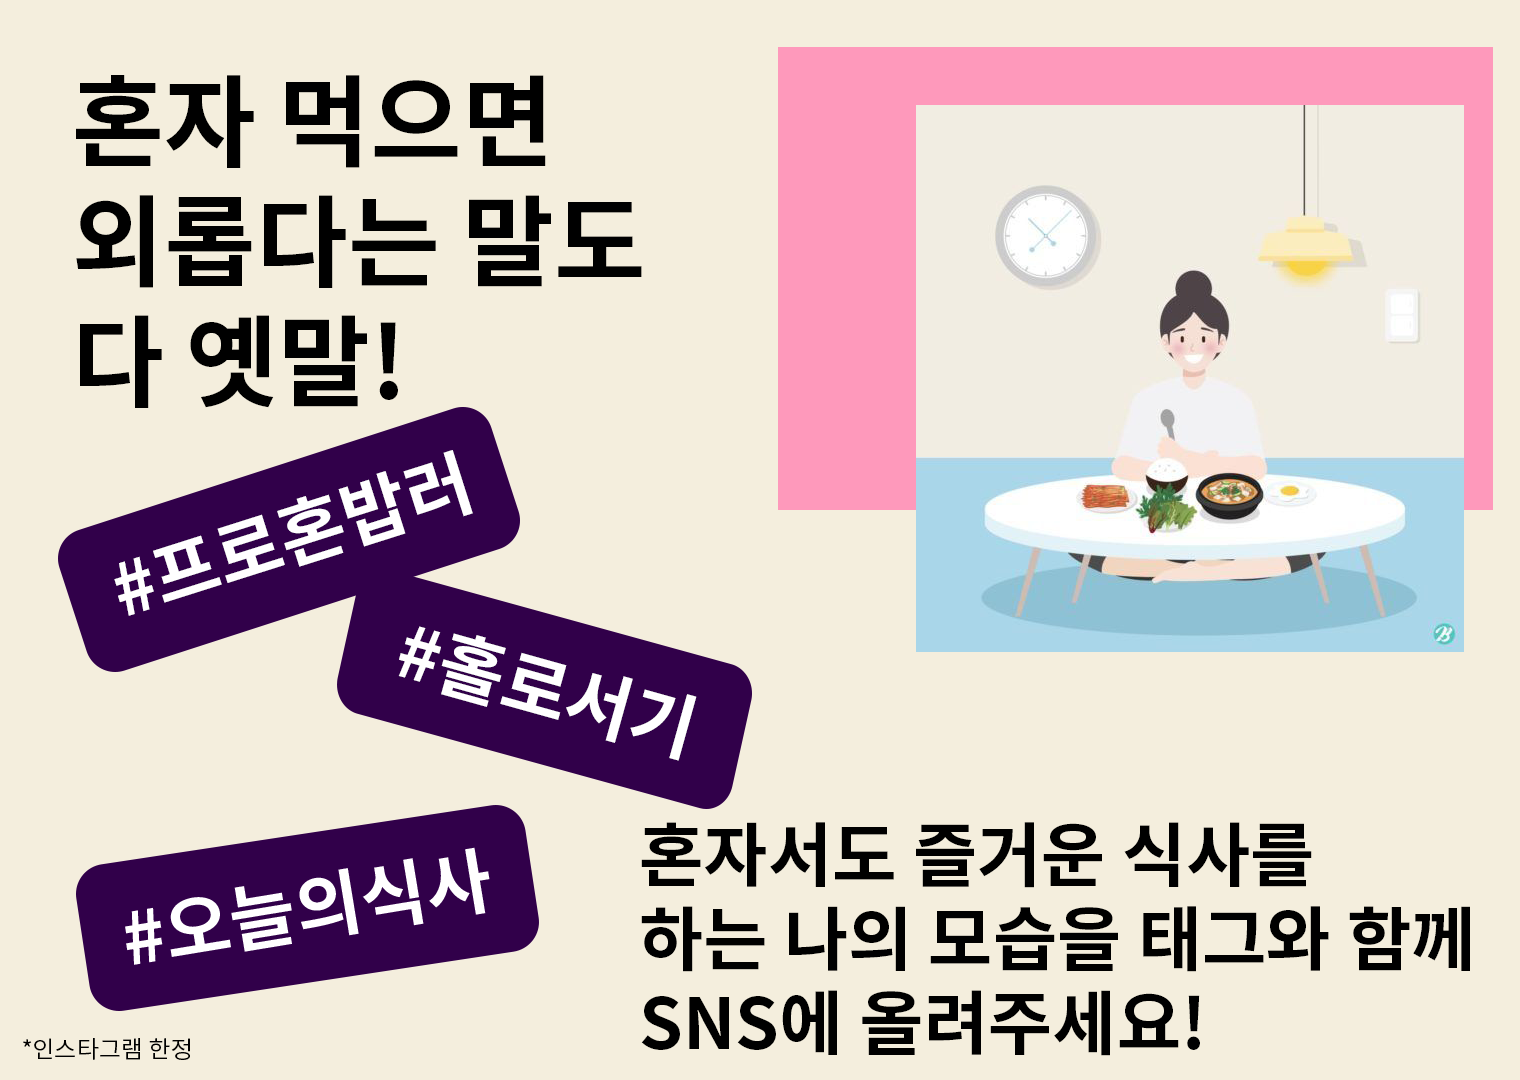 혼자 먹으면
외롭다는 말도
다 옛말!
#프로혼밥러
#홀로서기
#오늘의식사
혼자서도 즐거운 식사를
하는 나의 모습을 태그와 함께
SNS에 올려주세요!
*인스타그램 한정
B